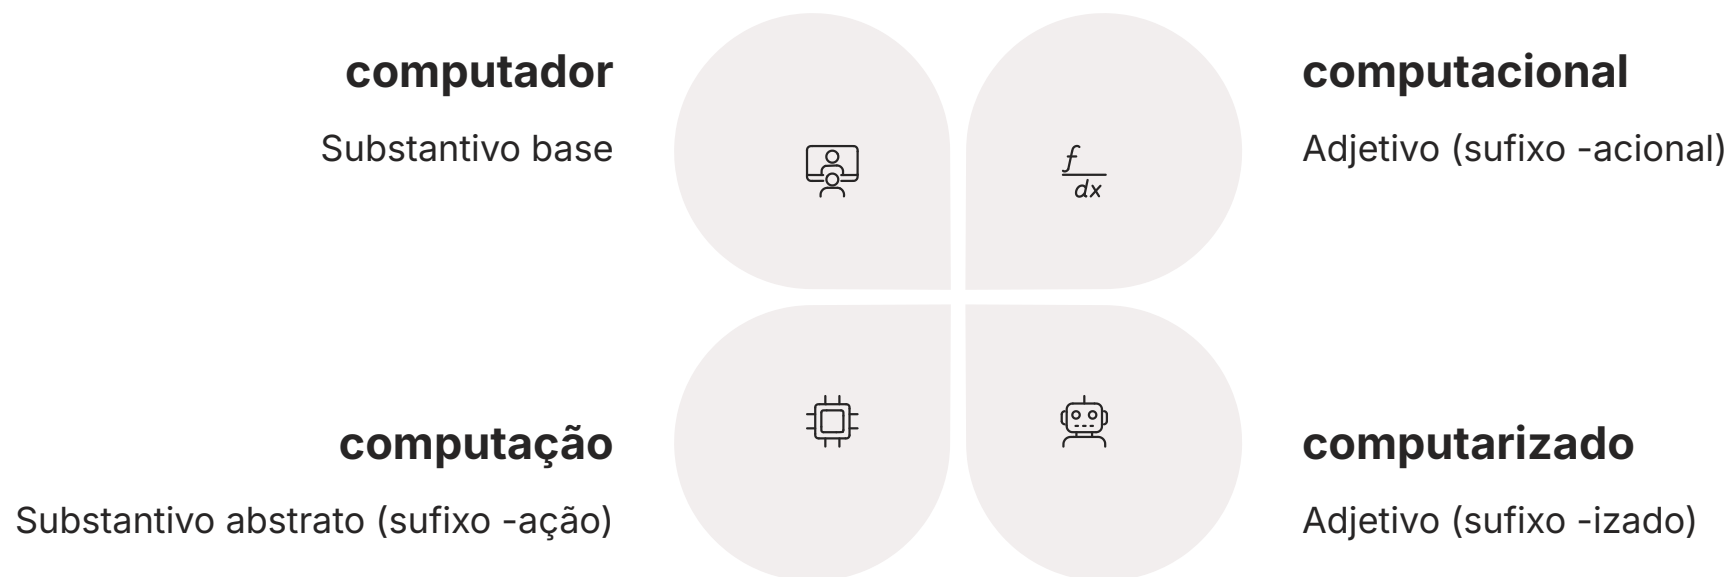 computador
Substantivo base
computacional
Adjetivo (sufixo -acional)
f
dx
computação
Substantivo abstrato (sufixo -ação)
computarizado
Adjetivo (sufixo -izado)